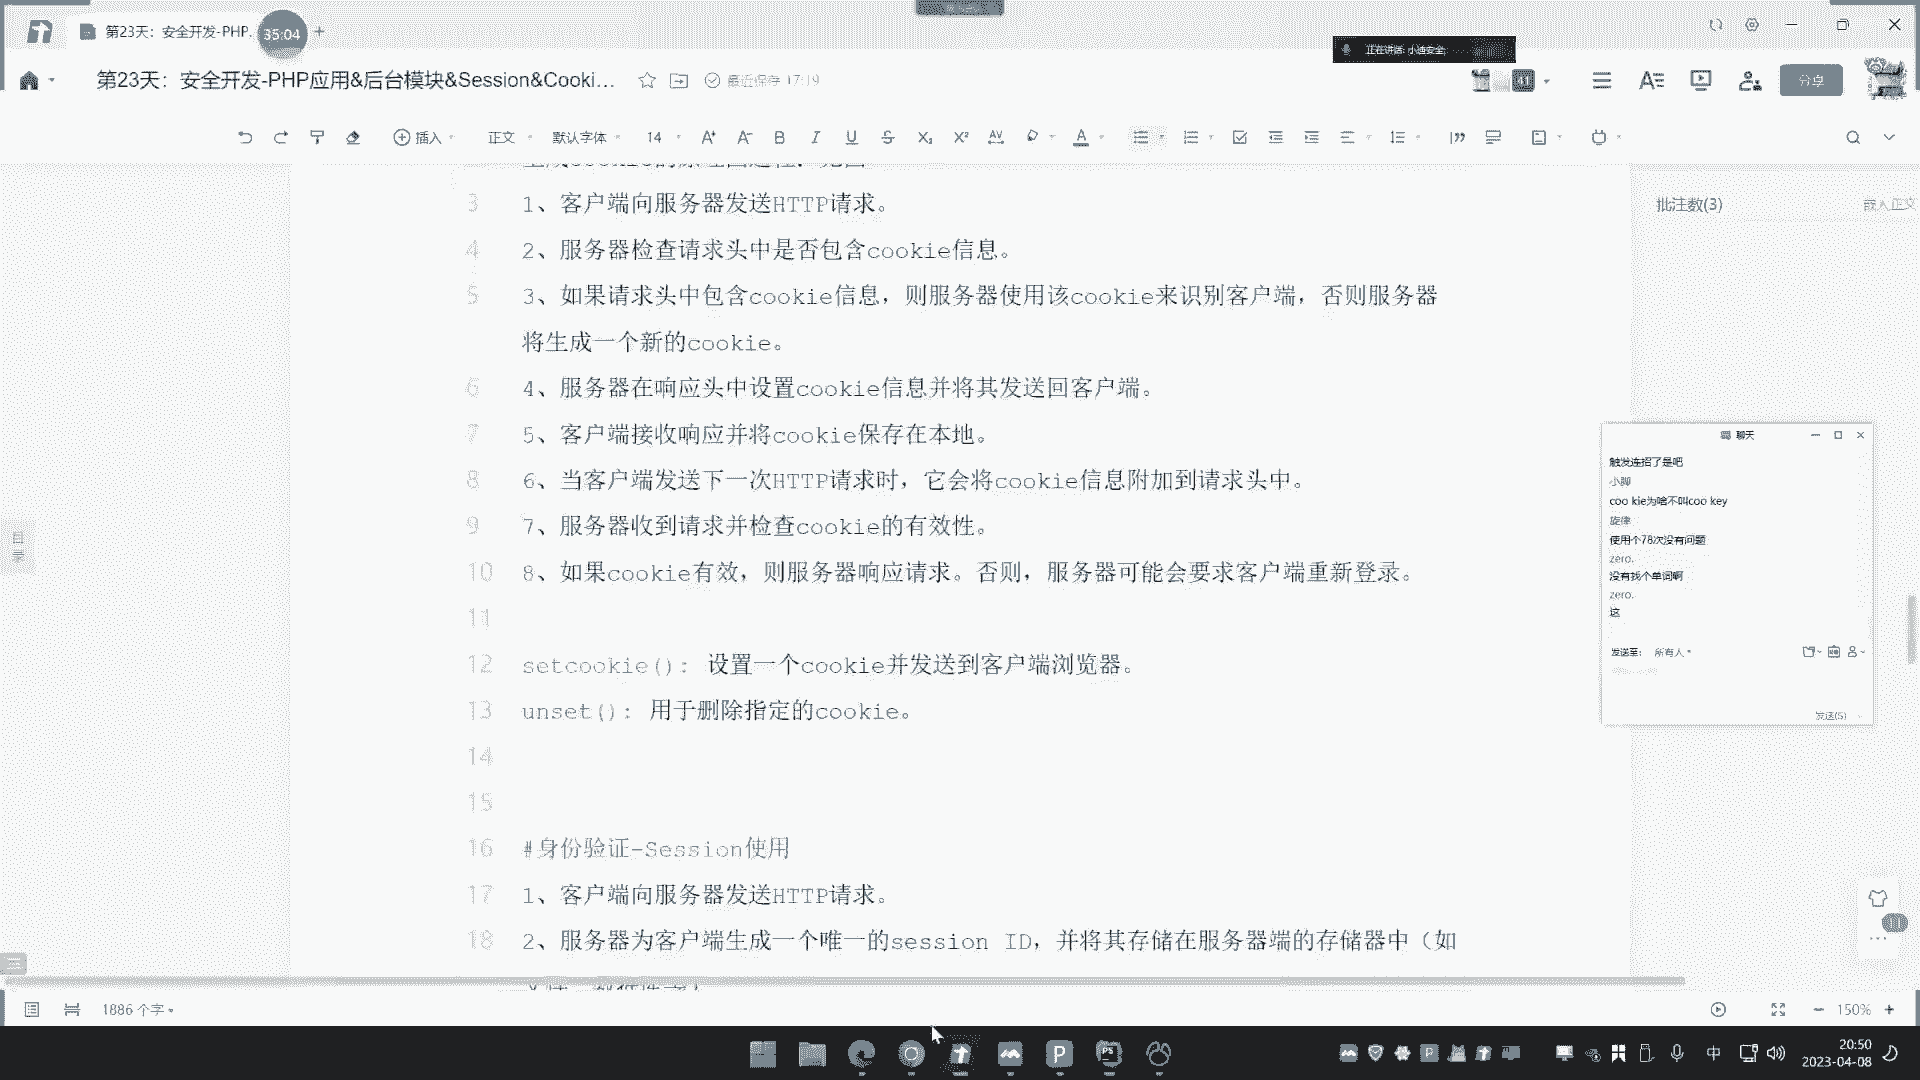 第23天：安全开发-PHP.
35:04
正在讲话: 小迪安全;
第23天：安全开发-PHP应用&后台模块&Session&Cooki...
最近保存 17:19
41
分享
插入
正文
默认字体
14
批注数(3)
嵌入正文
3 1、客户端向服务器发送HTTP请求。
4 2、服务器检查请求头中是否包含cookie信息。
5 3、如果请求头中包含cookie信息，则服务器使用该cookie来识别客户端，否则服务器
将生成一个新的cookie。
6 4、服务器在响应头中设置cookie信息并将其发送回客户端。
7 5、客户端接收响应并将cookie保存在本地。
8 6、当客户端发送下一次HTTP请求时，它会将cookie信息附加到请求头中。
9 7、服务器收到请求并检查cookie的有效性。
10 8、如果cookie有效，则服务器响应请求。否则，服务器可能会要求客户端重新登录。
11
12 setcookie(): 设置一个cookie并发送到客户端浏览器。
13 unset(): 用于删除指定的cookie。
14
15
16 #身份验证-Session使用
17 1、客户端向服务器发送HTTP请求。
18 2、服务器为客户端生成一个唯一的session ID，并将其存储在服务器端的存储器中（如
目录
聊天
触发连招了是吧
小脚
coo kie为啥不叫coo key
旋律
使用个78次没有问题
zero.
没有找个单词啊
zero.
这
发送至: 所有人
发送(S)
1886 个字
150%
中
20:50
2023-04-08